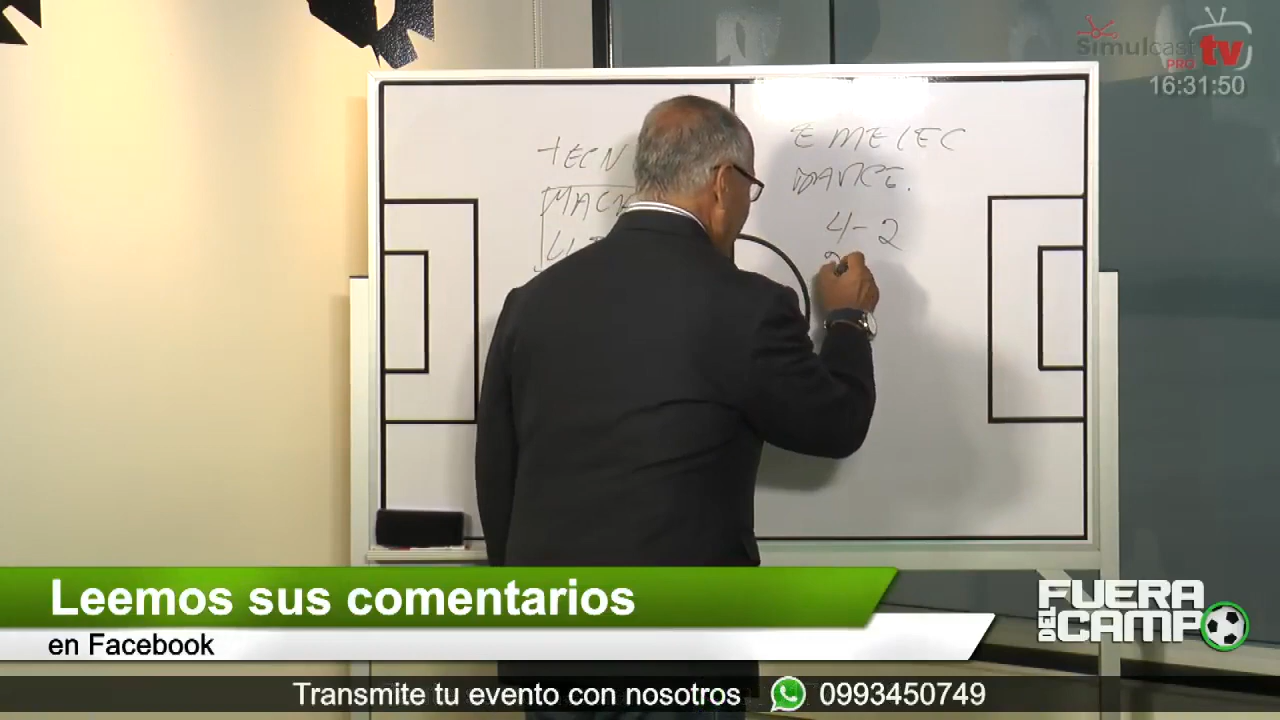 Simulcast tv
PRO
16:31:50
TECN
EMELEC
4-2
Leemos sus comentarios
en Facebook
FUERA
DEL CAMPO
Transmite tu evento con nosotros 0993450749